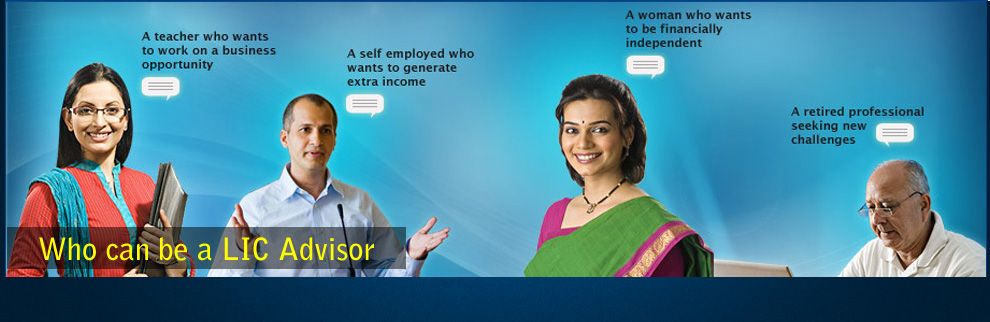 A teacher who wants
to work on a business
opportunity
A self employed who
wants to generate
extra income
A woman who wants
to be financially
independent
A retired professional
seeking new
challenges
Who can be a LIC Advisor